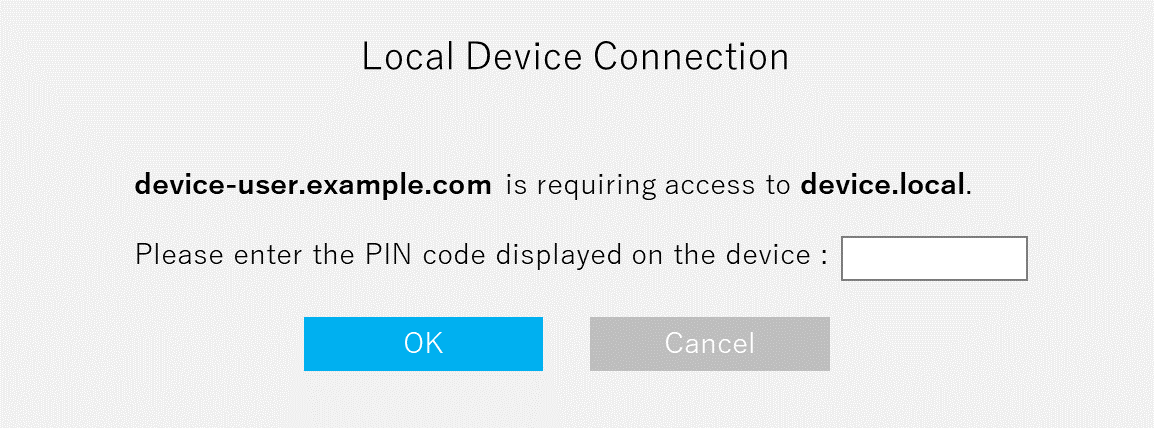 Local Device Connection
device-user.example.com is requiring access to device.local.
Please enter the PIN code displayed on the device :
OK
Cancel